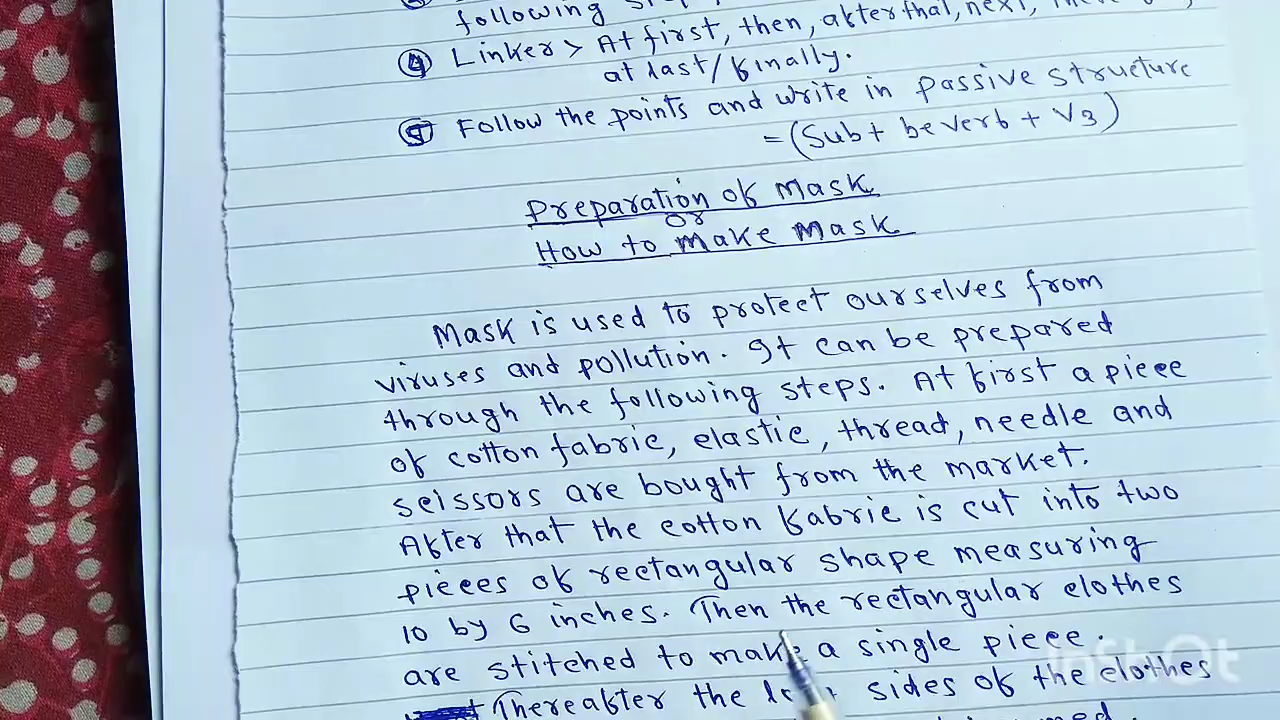 following
④ Linker > At first, then, after that, next,
at last/finally.
⑤ Follow the points and write in passive structure
= (Sub + be verb + V3)
Preparation of Mask
Or
How to make Mask
Mask is used to protect ourselves from
viruses and pollution. It can be prepared
through the following steps. At first a piece
of cotton fabric, elastic, thread, needle and
scissors are bought from the market.
After that the cotton fabric is cut into two
pieces of rectangular shape measuring
10 by 6 inches. Then the rectangular clothes
are stitched to make a single piece.
Thereafter the sides of the clothes
InShOt